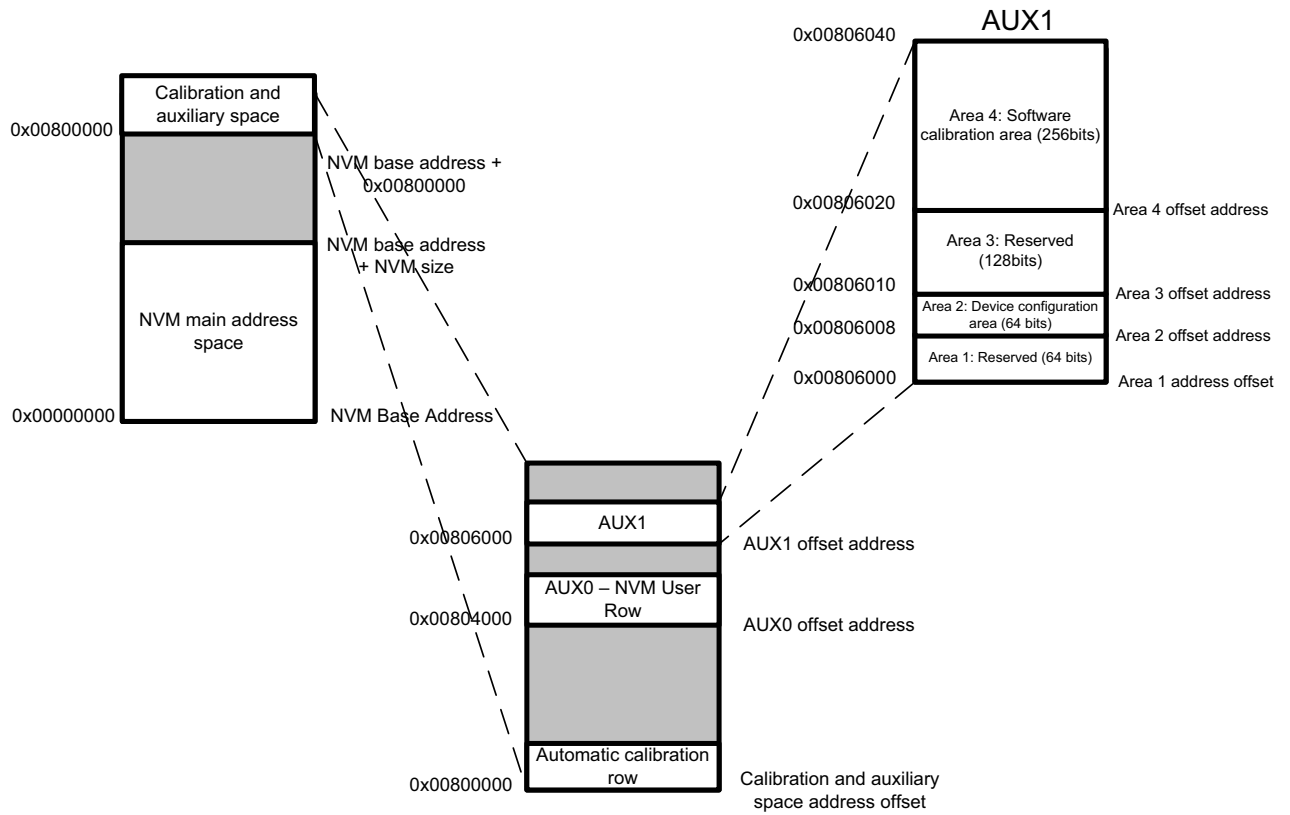 Calibration and
auxiliary space
0x00800000
NVM base address +
0x00800000
NVM base address
+ NVM size
NVM main address
space
0x00000000
NVM Base Address
AUX1
0x00806040
Area 4: Software
calibration area (256bits)
0x00806020
Area 4 offset address
Area 3: Reserved
(128bits)
0x00806010
Area 3 offset address
Area 2: Device configuration
area (64 bits)
0x00806008
Area 2 offset address
Area 1: Reserved (64 bits)
0x00806000
Area 1 address offset
AUX1
0x00806000
AUX1 offset address
AUX0 – NVM User
Row
0x00804000
AUX0 offset address
Automatic calibration
row
0x00800000
Calibration and auxiliary
space address offset